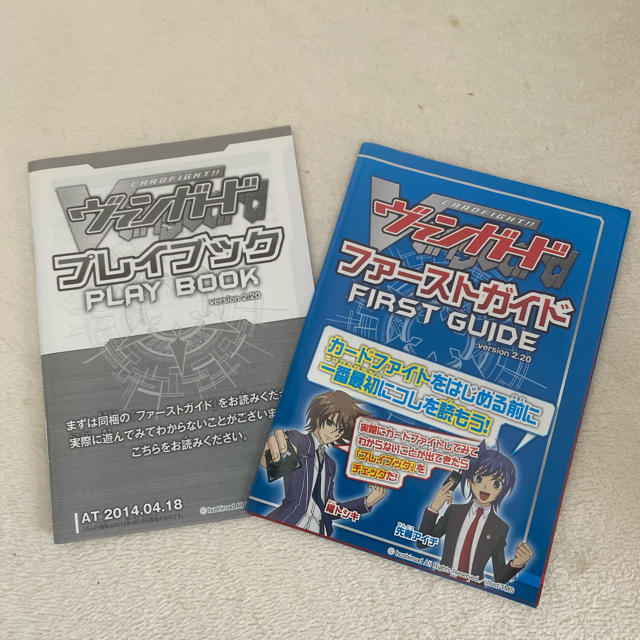 CARDFIGHT!!
ヴァンガード
プレイブック
PLAY BOOK
version 2.20
まずは同梱の『ファーストガイド』をお読みくだ
実際に遊んでみてわからないことがございま
こちらをお読みください。
AT 2014.04.18
© bushiroad All
CARDFIGHT!!
ヴァンガード
ファーストガイド
FIRST GUIDE
version 2.20
カードファイトをはじめる前に
一番最初にコレを読もう!
実際にカードファイトしてみて
わからないことが出てきたら
『プレイブック』を
チェックだ!
櫂トシキ
先導アイチ
© bushiroad All Rights Reserved. illust/TMS